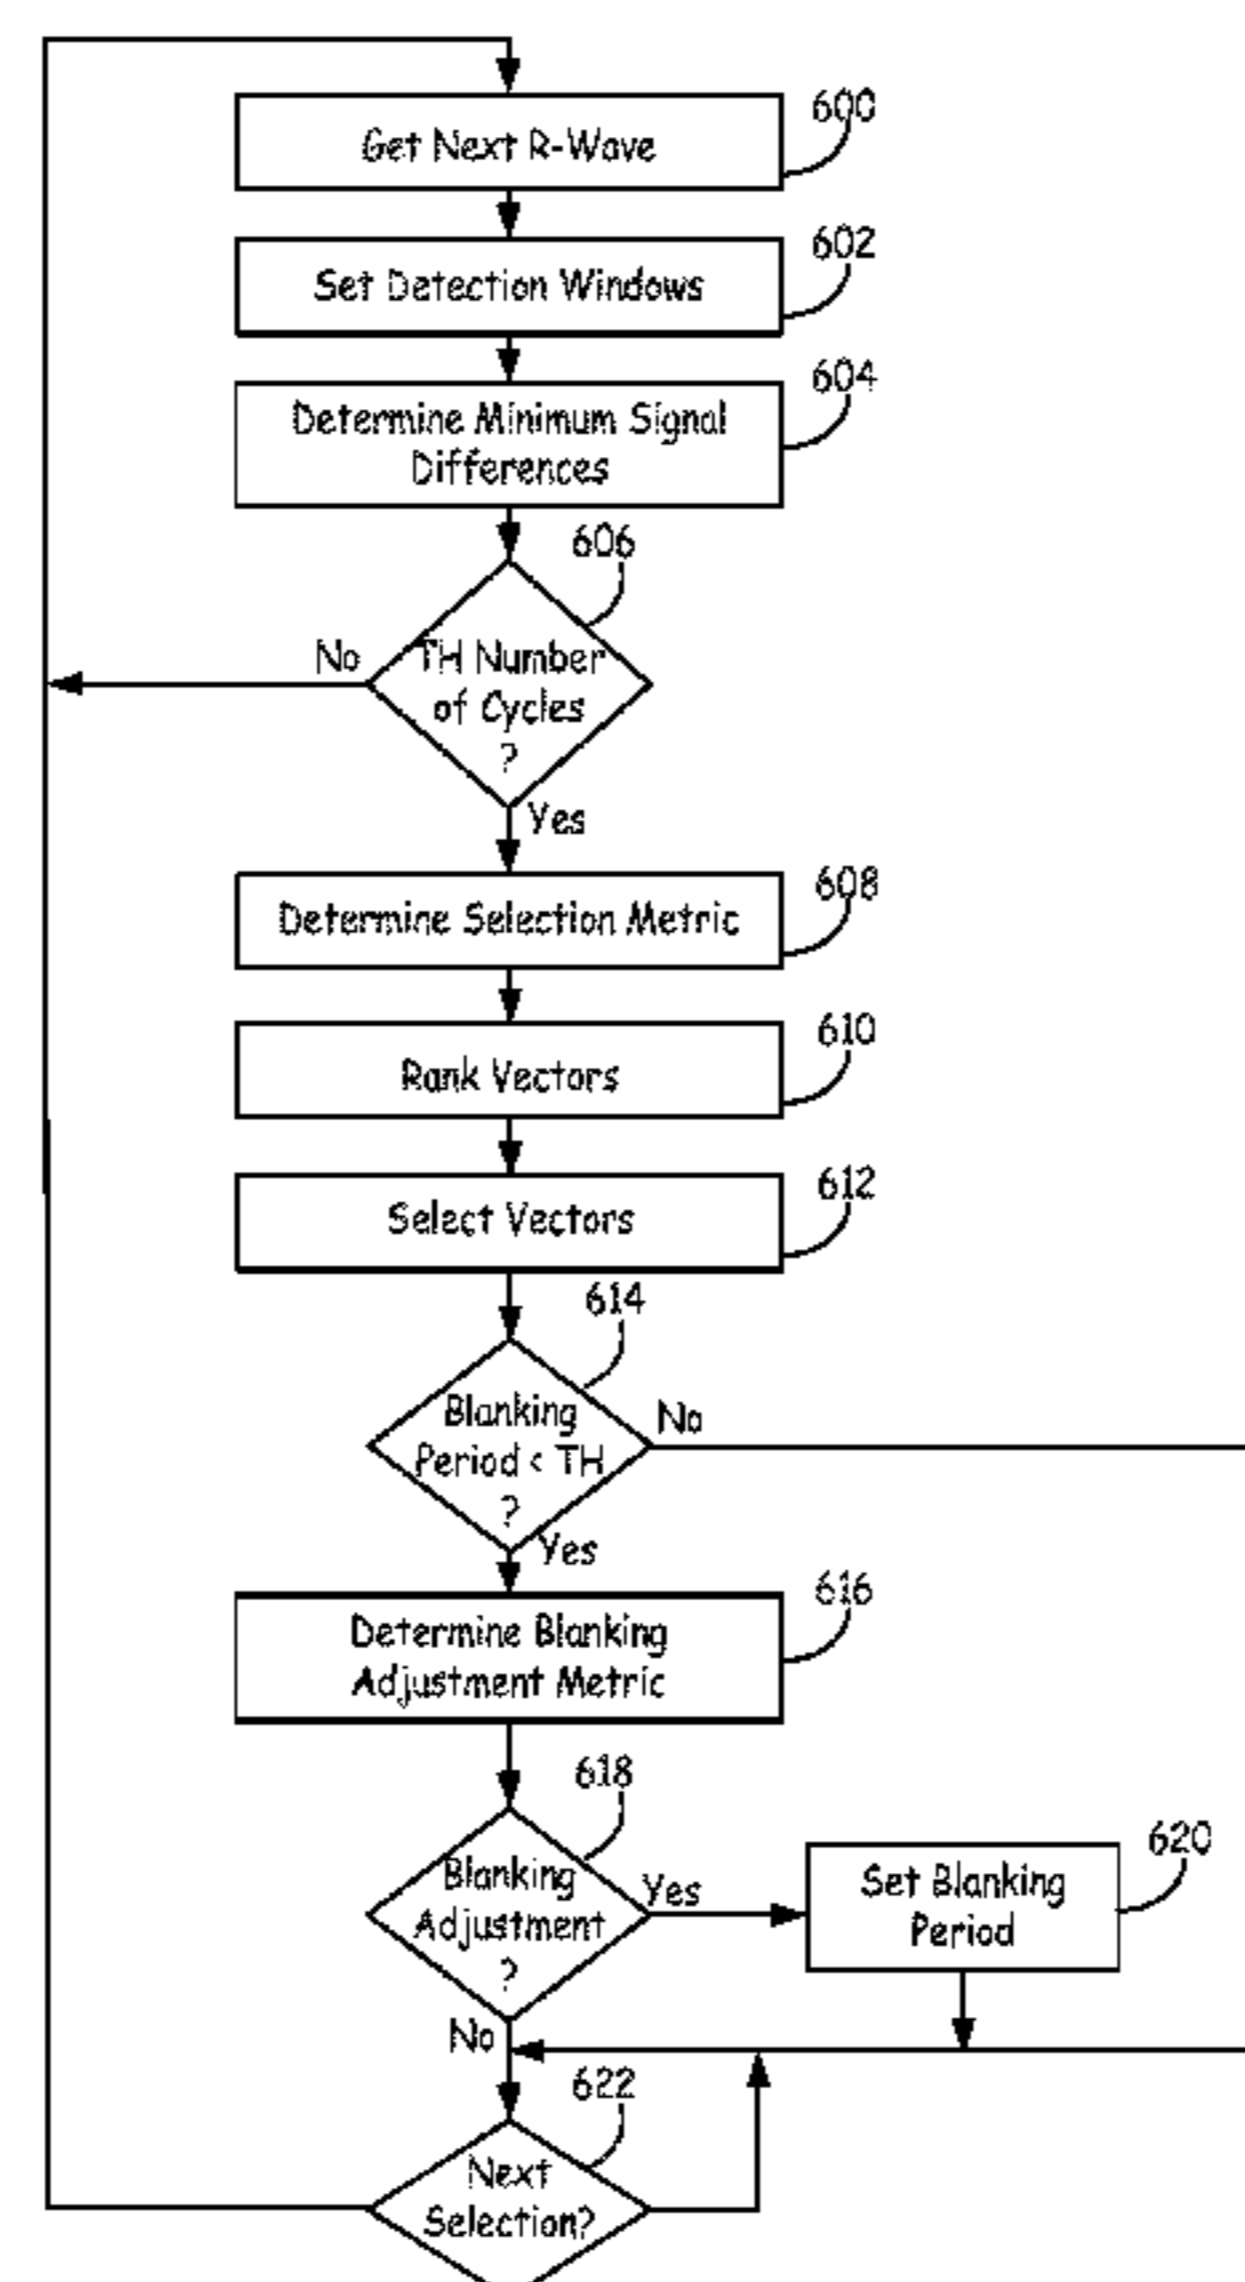 600
Get Next R-Wave
602
Set Detection Windows
604
Determine Minimum Signal
Differences
606
No
TH Number
of Cycles
?
Yes
608
Determine Selection Metric
610
Rank Vectors
612
Select Vectors
614
Blanking
Period < TH
?
No
Yes
616
Determine Blanking
Adjustment Metric
618
Blanking
Adjustment
?
Yes
620
Set Blanking
Period
No
622
Next
Selection?